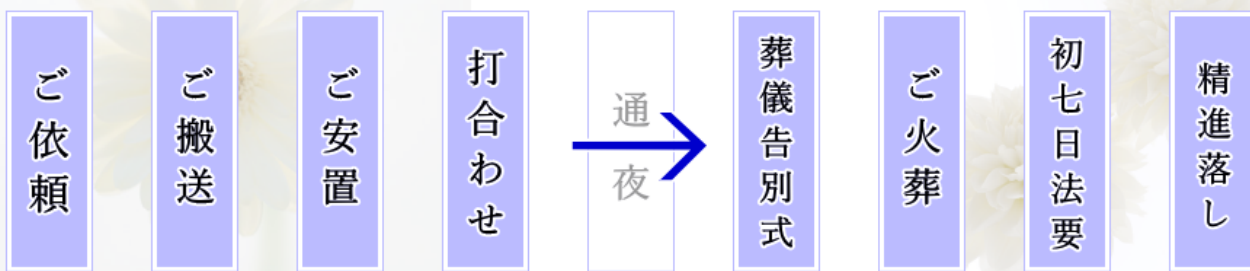 ご依頼
ご搬送
ご安置
打合わせ
通夜
葬儀告別式
ご火葬
初七日法要
精進落し